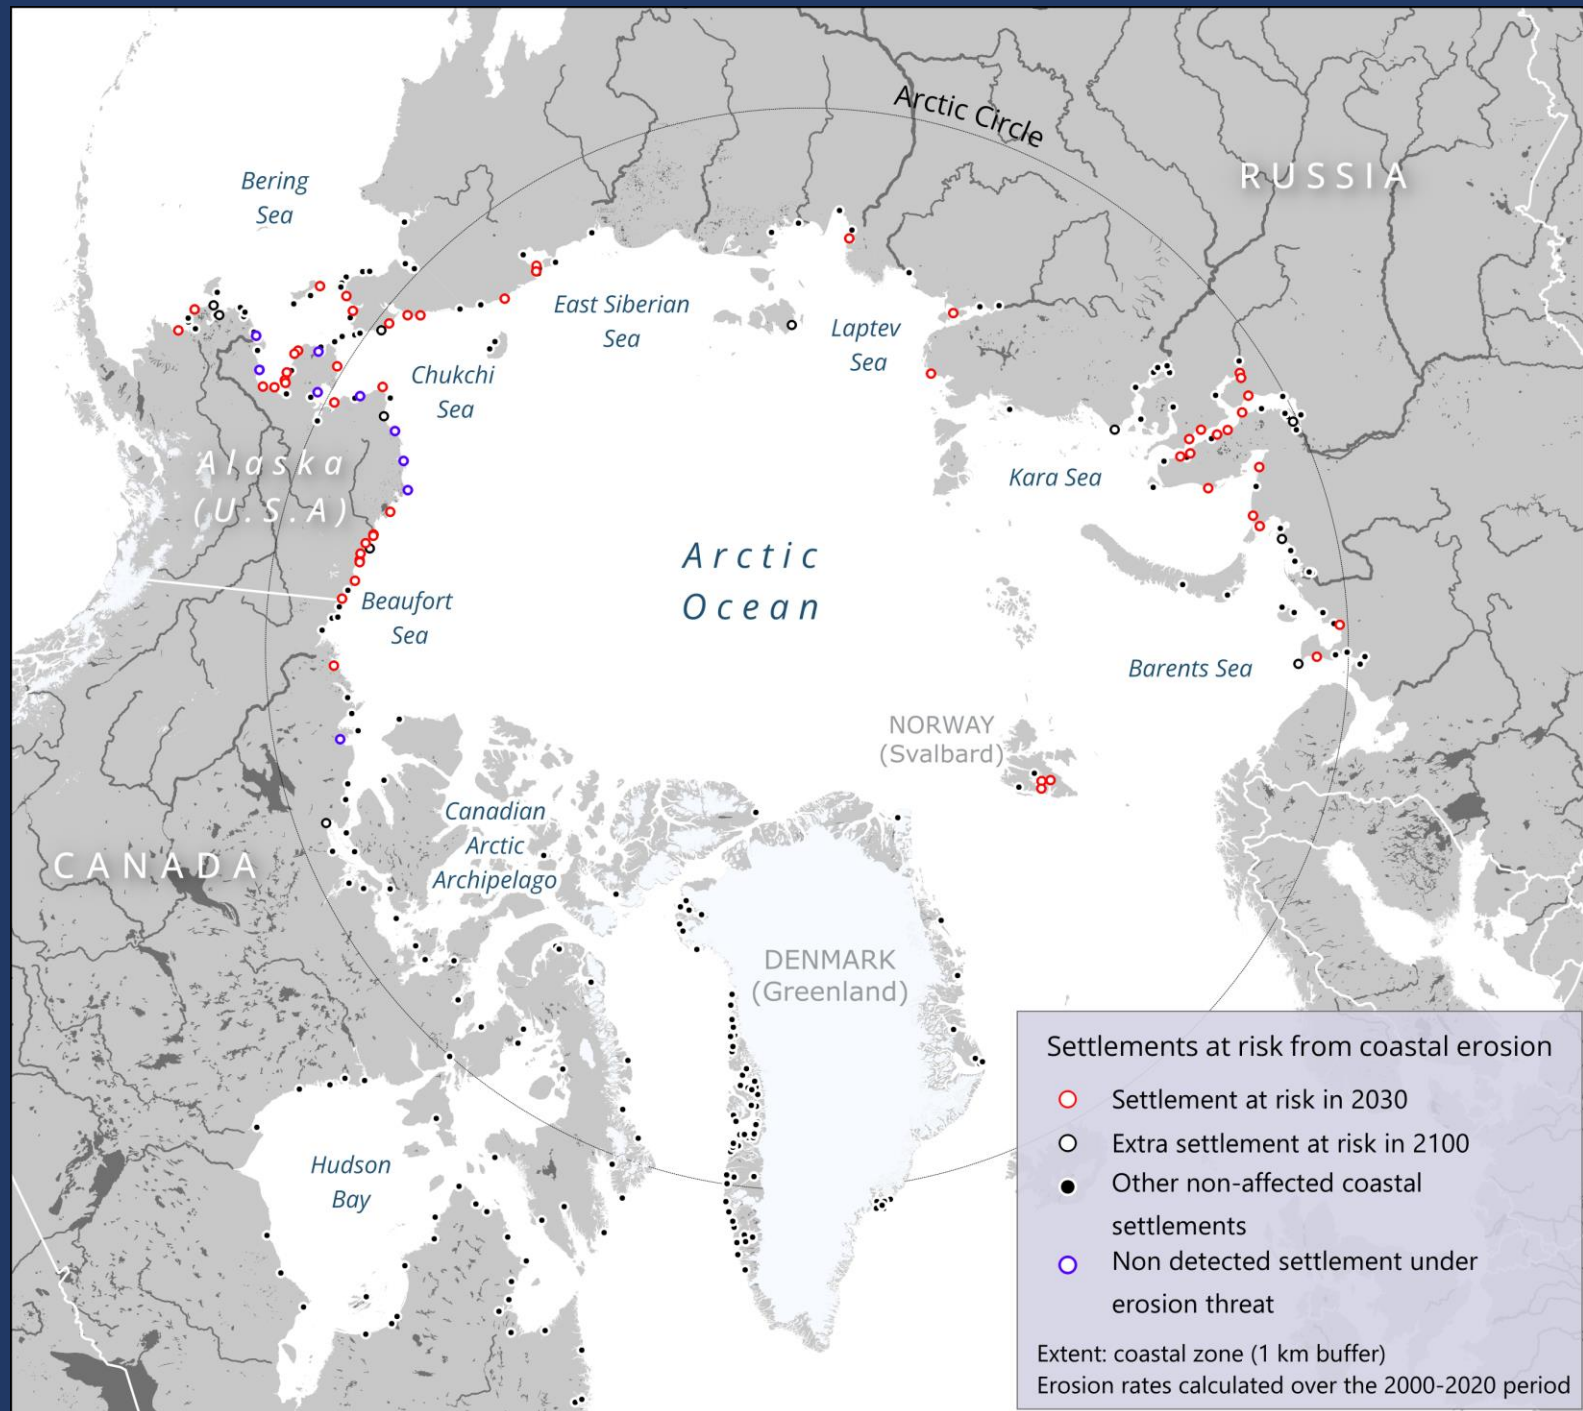 Arctic Circle
RUSSIA
Bering
Sea
East Siberian
Sea
Laptev
Sea
Chukchi
Sea
Alaska
(U.S.A)
Kara Sea
Arctic
Ocean
Beaufort
Sea
Barents Sea
NORWAY
(Svalbard)
Canadian
Arctic
Archipelago
CANADA
DENMARK
(Greenland)
Hudson
Bay
Settlements at risk from coastal erosion
Settlement at risk in 2030
Extra settlement at risk in 2100
Other non-affected coastal
settlements
Non detected settlement under
erosion threat
Extent: coastal zone (1 km buffer)
Erosion rates calculated over the 2000-2020 period